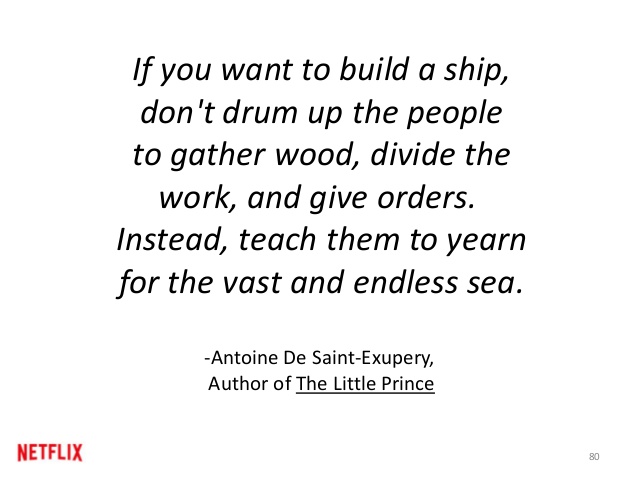 If you want to build a ship,
don't drum up the people
to gather wood, divide the
work, and give orders.
Instead, teach them to yearn
for the vast and endless sea.
-Antoine De Saint-Exupery,
Author of The Little Prince
NETFLIX
80